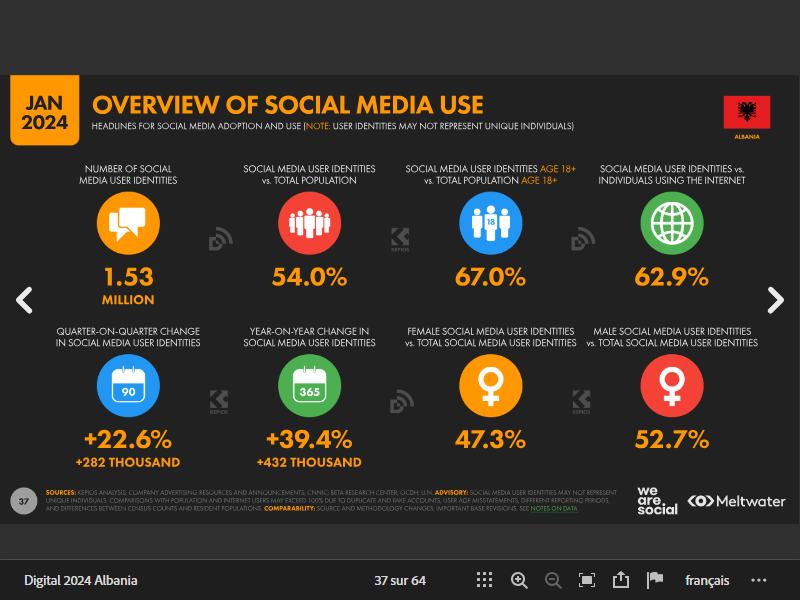 JAN
2024
OVERVIEW OF SOCIAL MEDIA USE
HEADLINES FOR SOCIAL MEDIA ADOPTION AND USE (NOTE: USER IDENTITIES MAY NOT REPRESENT UNIQUE INDIVIDUALS)
ALBANIA
NUMBER OF SOCIAL
MEDIA USER IDENTITIES
1.53
MILLION
SOCIAL MEDIA USER IDENTITIES
vs. TOTAL POPULATION
54.0%
SOCIAL MEDIA USER IDENTITIES AGE 18+
vs. TOTAL POPULATION AGE 18+
18
67.0%
SOCIAL MEDIA USER IDENTITIES vs.
INDIVIDUALS USING THE INTERNET
62.9%
KEPIOS
QUARTER-ON-QUARTER CHANGE
IN SOCIAL MEDIA USER IDENTITIES
90
+22.6%
+282 THOUSAND
YEAR-ON-YEAR CHANGE IN
SOCIAL MEDIA USER IDENTITIES
365
+39.4%
+432 THOUSAND
FEMALE SOCIAL MEDIA USER IDENTITIES
vs. TOTAL SOCIAL MEDIA USER IDENTITIES
47.3%
MALE SOCIAL MEDIA USER IDENTITIES
vs. TOTAL SOCIAL MEDIA USER IDENTITIES
52.7%
KEPIOS
KEPIOS
37
SOURCES: KEPIOS ANALYSIS; COMPANY ADVERTISING RESOURCES AND ANNOUNCEMENTS; CNNIC; BETA RESEARCH CENTER; OCDH; U.N. ADVISORY: SOCIAL MEDIA USER IDENTITIES MAY NOT REPRESENT
UNIQUE INDIVIDUALS. COMPARISONS WITH POPULATION AND INTERNET USERS MAY EXCEED 100% DUE TO DUPLICATE AND FAKE ACCOUNTS, USER AGE MISSTATEMENTS, DIFFERENT REPORTING PERIODS,
AND DIFFERENCES BETWEEN CENSUS COUNTS AND RESIDENT POPULATIONS. COMPARABILITY: SOURCE AND METHODOLOGY CHANGES; IMPORTANT BASE REVISIONS. SEE NOTES ON DATA.
we
are.
social
Meltwater
Digital 2024 Albania
37 sur 64
français